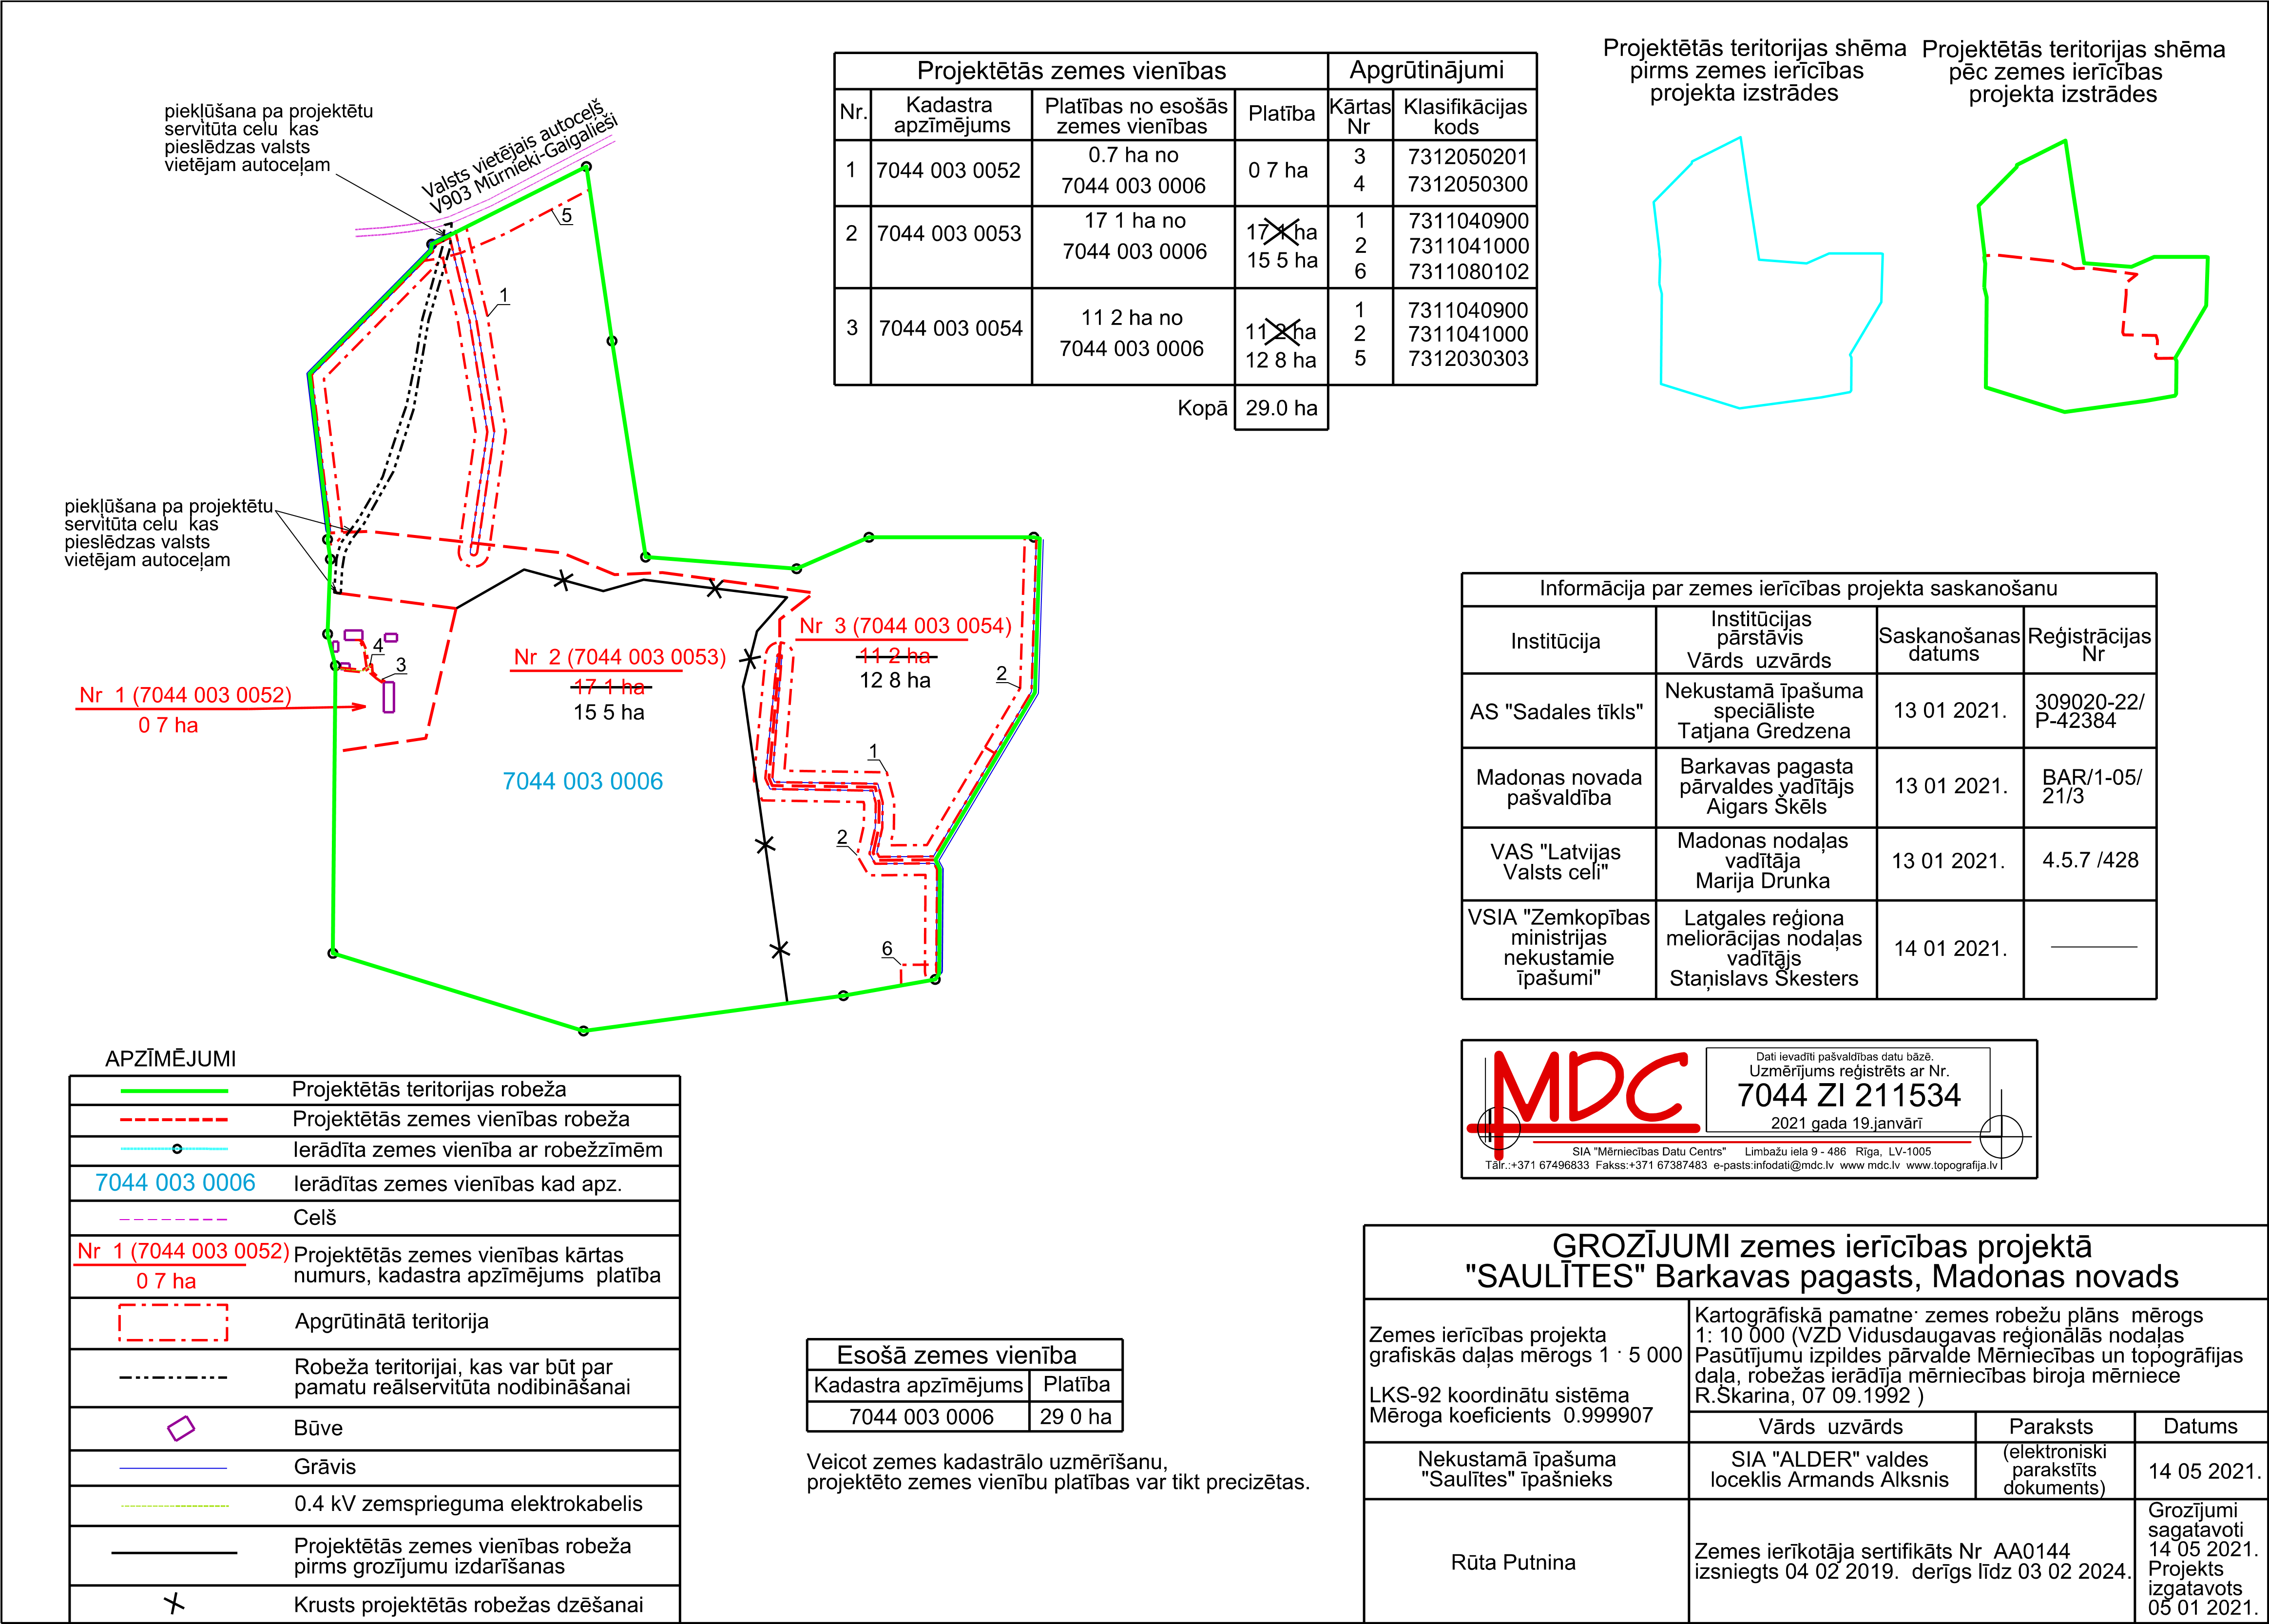 piekļūšana pa projektētu
servitūta celu kas
pieslēdzas valsts
vietējam autoceļam
Valsts vietējais autoceļš
V903 Mūrnieki-Gaigalieši
5
1
piekļūšana pa projektētu
servitūta celu kas
pieslēdzas valsts
vietējam autoceļam
4
3
Nr 1 (7044 003 0052)
0 7 ha
Nr 2 (7044 003 0053)
17 1 ha
15 5 ha
7044 003 0006
Nr 3 (7044 003 0054)
11 2 ha
12 8 ha
2
1
2
6
Projektētās zemes vienības Apgrūtinājumi
Nr. Kadastra apzīmējums Platības no esošās zemes vienības Platība Kārtas Nr Klasifikācijas kods
1 7044 003 0052 0.7 ha no 7044 003 0006 0 7 ha
3 7312050201
4 7312050300
2 7044 003 0053 17 1 ha no 7044 003 0006 17 1 ha 15 5 ha
1 7311040900
2 7311041000
6 7311080102
3 7044 003 0054 11 2 ha no 7044 003 0006 11 2 ha 12 8 ha
1 7311040900
2 7311041000
5 7312030303
Kopā 29.0 ha
Projektētās teritorijas shēma
pirms zemes ierīcības
projekta izstrādes
Projektētās teritorijas shēma
pēc zemes ierīcības
projekta izstrādes
Informācija par zemes ierīcības projekta saskanošanu
Institūcija Institūcijas pārstāvis Vārds uzvārds Saskanošanas datums Reģistrācijas Nr
AS "Sadales tīkls" Nekustamā īpašuma speciāliste Tatjana Gredzena 13 01 2021. 309020-22/ P-42384
Madonas novada pašvaldība Barkavas pagasta pārvaldes vadītājs Aigars Šķēls 13 01 2021. BAR/1-05/ 21/3
VAS "Latvijas Valsts celi" Madonas nodaļas vadītāja Marija Drunka 13 01 2021. 4.5.7 /428
VSIA "Zemkopības ministrijas nekustamie īpašumi" Latgales reģiona meliorācijas nodaļas vadītājs Staņislavs Šķesters 14 01 2021.
APZĪMĒJUMI
Projektētās teritorijas robeža
Projektētās zemes vienības robeža
Ierādīta zemes vienība ar robežzīmēm
7044 003 0006 Ierādītas zemes vienības kad apz.
Celš
Nr 1 (7044 003 0052)
0 7 ha
Projektētās zemes vienības kārtas
numurs, kadastra apzīmējums platība
Apgrūtinātā teritorija
Robeža teritorijai, kas var būt par
pamatu reālservitūta nodibināšanai
Būve
Grāvis
0.4 kV zemsprieguma elektrokabelis
Projektētās zemes vienības robeža
pirms grozījumu izdarīšanas
Krusts projektētās robežas dzēšanai
Esošā zemes vienība
Kadastra apzīmējums Platība
7044 003 0006 29 0 ha
Veicot zemes kadastrālo uzmērīšanu,
projektēto zemes vienību platības var tikt precizētas.
MDC
Dati ievadīti pašvaldības datu bāzē.
Uzmērījums reģistrēts ar Nr.
7044 ZI 211534
2021 gada 19.janvārī
SIA "Mērniecības Datu Centrs" Limbažu iela 9 - 486 Rīga, LV-1005
Tālr.:+371 67496833 Fakss:+371 67387483 e-pasts:infodati@mdc.lv www mdc.lv www.topografija.lv
GROZĪJUMI zemes ierīcības projektā
"SAULĪTES" Barkavas pagasts, Madonas novads
Zemes ierīcības projekta
grafiskās daļas mērogs 1 : 5 000
LKS-92 koordinātu sistēma
Mēroga koeficients 0.999907
Kartogrāfiskā pamatne: zemes robežu plāns mērogs
1: 10 000 (VZD Vidusdaugavas reģionālās nodaļas
Pasūtījumu izpildes pārvalde Mērniecības un topogrāfijas
daļa, robežas ierādīja mērniecības biroja mērniece
R.Skarina, 07 09.1992 )
Vārds uzvārds Paraksts Datums
Nekustamā īpašuma
"Saulītes" īpašnieks
SIA "ALDER" valdes
loceklis Armands Alksnis
(elektroniski
parakstīts
dokuments)
14 05 2021.
Rūta Putnina
Zemes ierīkotāja sertifikāts Nr AA0144
izsniegts 04 02 2019. derīgs līdz 03 02 2024.
Grozījumi
sagatavoti
14 05 2021.
Projekts
izgatavots
05 01 2021.